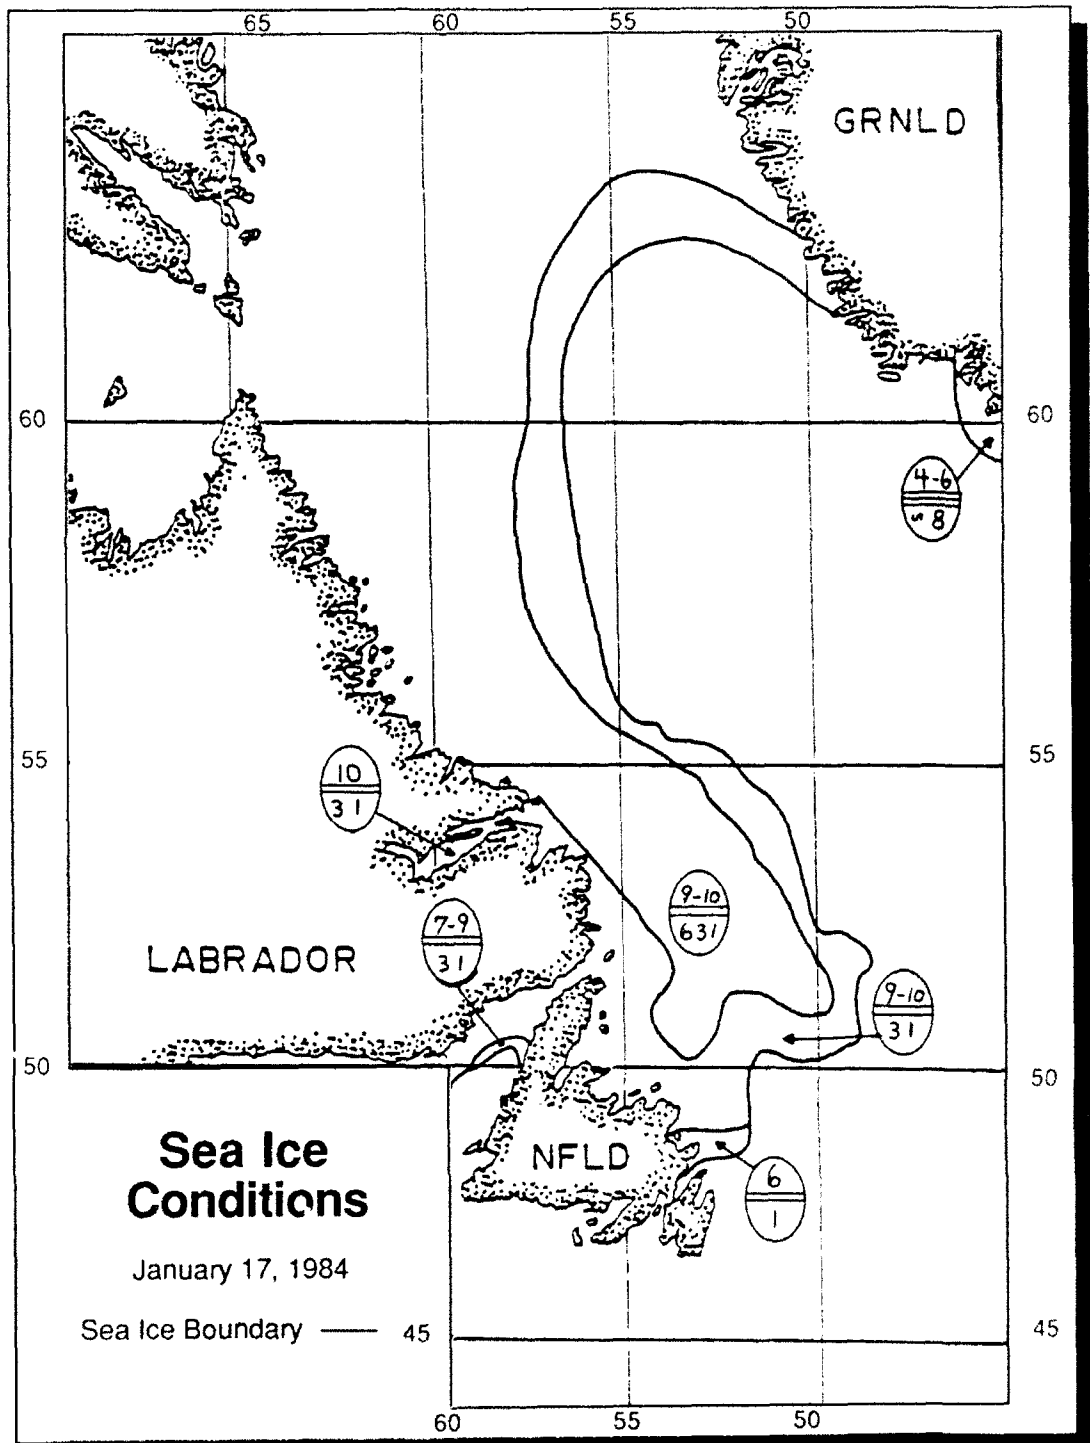 65 60 55 50
GRNLD
60 60
4-6
8
55 55
10
31
9-10
631
7-9
31
LABRADOR
9-10
31
50 50
Sea Ice
Conditions
NFLD
6
1
January 17, 1984
Sea Ice Boundary — 45 45
60 55 50